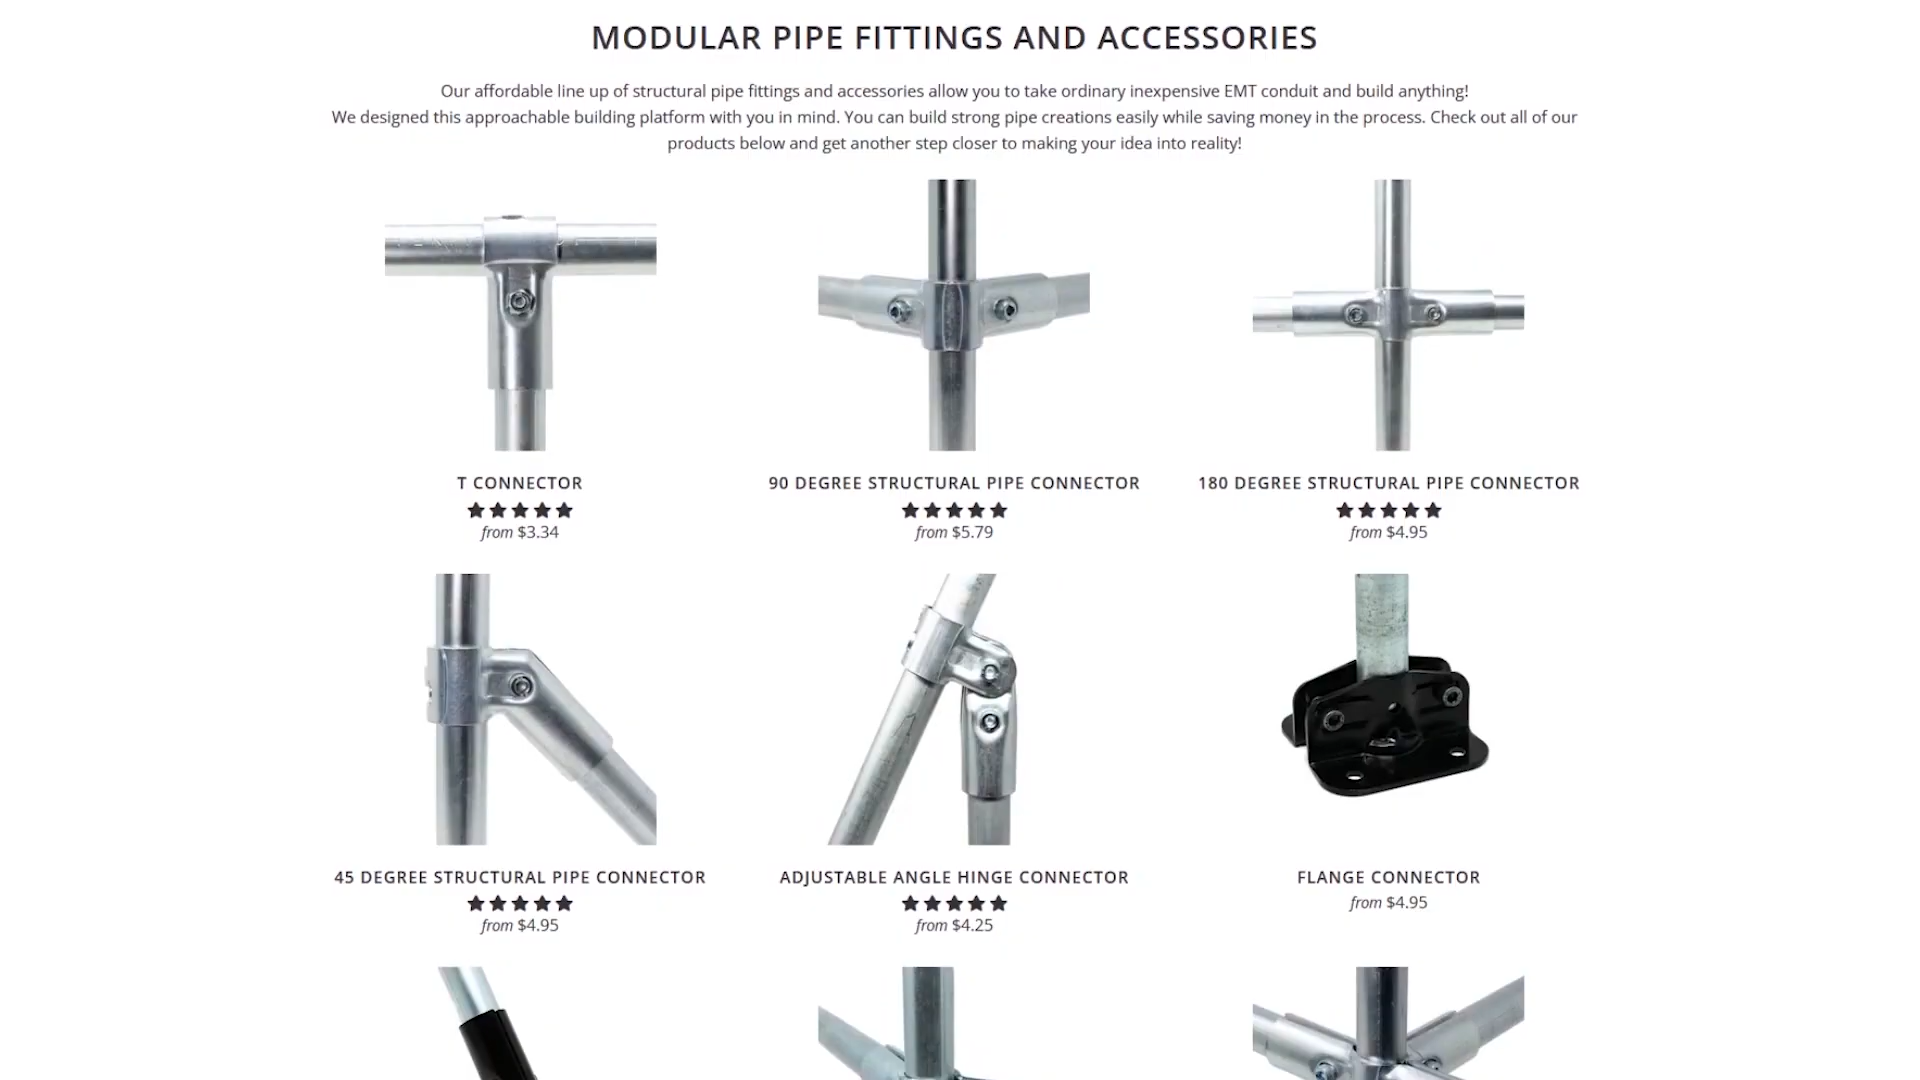 MODULAR PIPE FITTINGS AND ACCESSORIES
Our affordable line up of structural pipe fittings and accessories allow you to take ordinary inexpensive EMT conduit and build anything!
We designed this approachable building platform with you in mind. You can build strong pipe creations easily while saving money in the process. Check out all of our
products below and get another step closer to making your idea into reality!
T CONNECTOR
from $3.34
90 DEGREE STRUCTURAL PIPE CONNECTOR
from $5.79
180 DEGREE STRUCTURAL PIPE CONNECTOR
from $4.95
45 DEGREE STRUCTURAL PIPE CONNECTOR
from $4.95
ADJUSTABLE ANGLE HINGE CONNECTOR
from $4.25
FLANGE CONNECTOR
from $4.95